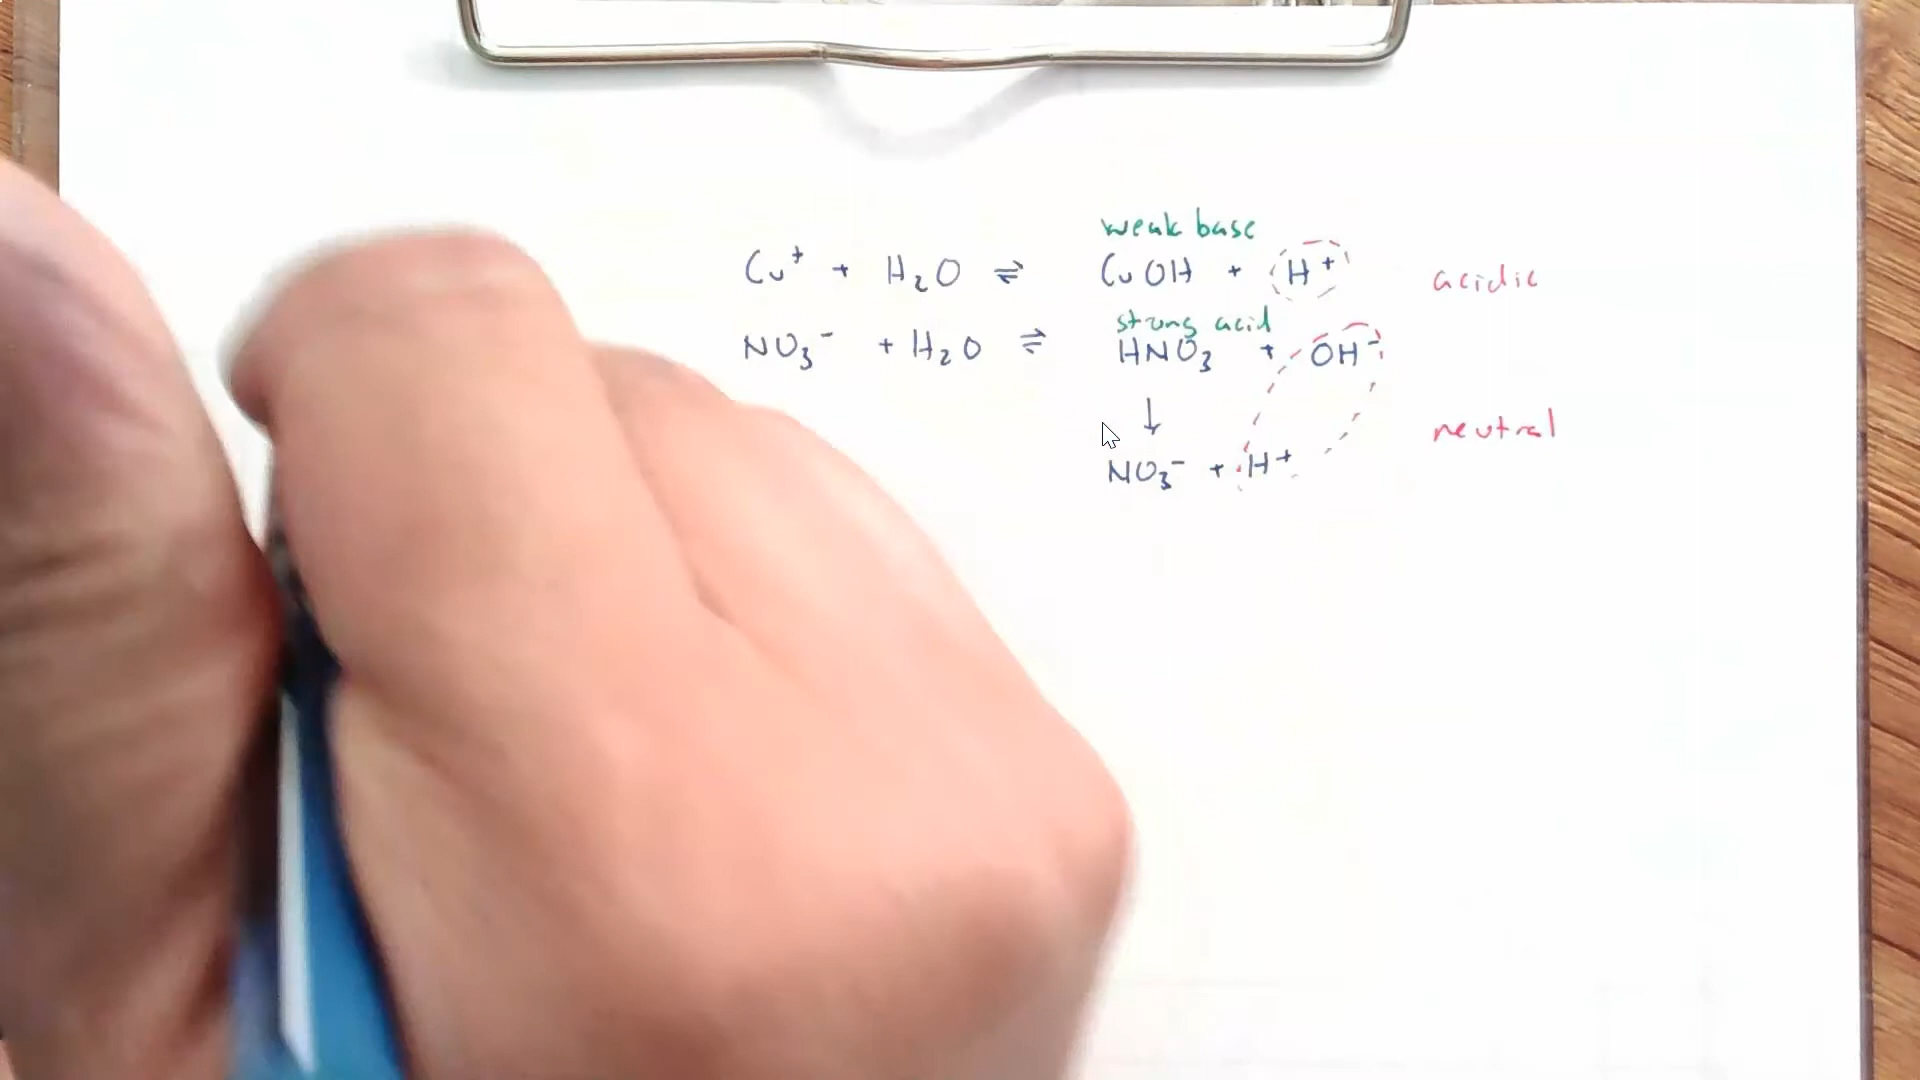 weak base
Cu⁺ + H₂O ⇌ CuOH + H⁺ acidic
strong acid
NO₃⁻ + H₂O ⇌ HNO₃ + OH⁻
↓ neutral
NO₃⁻ + H⁺